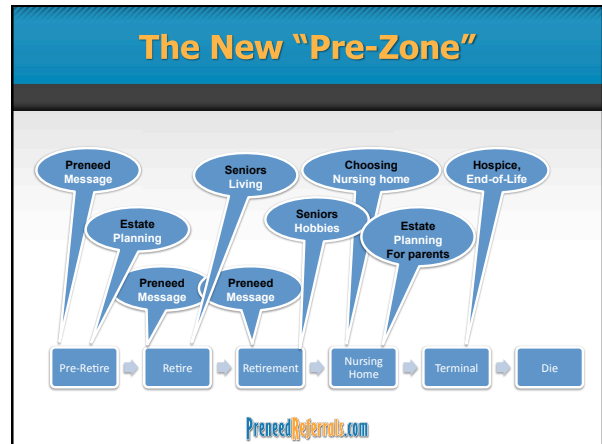 The New "Pre-Zone"
Preneed
Message
Seniors
Living
Choosing
Nursing home
Hospice,
End-of-Life
Estate
Planning
Seniors
Hobbies
Estate
Planning
For parents
Preneed
Message
Preneed
Message
Pre-Retire
Retire
Retirement
Nursing
Home
Terminal
Die
PreneedReferrals.com